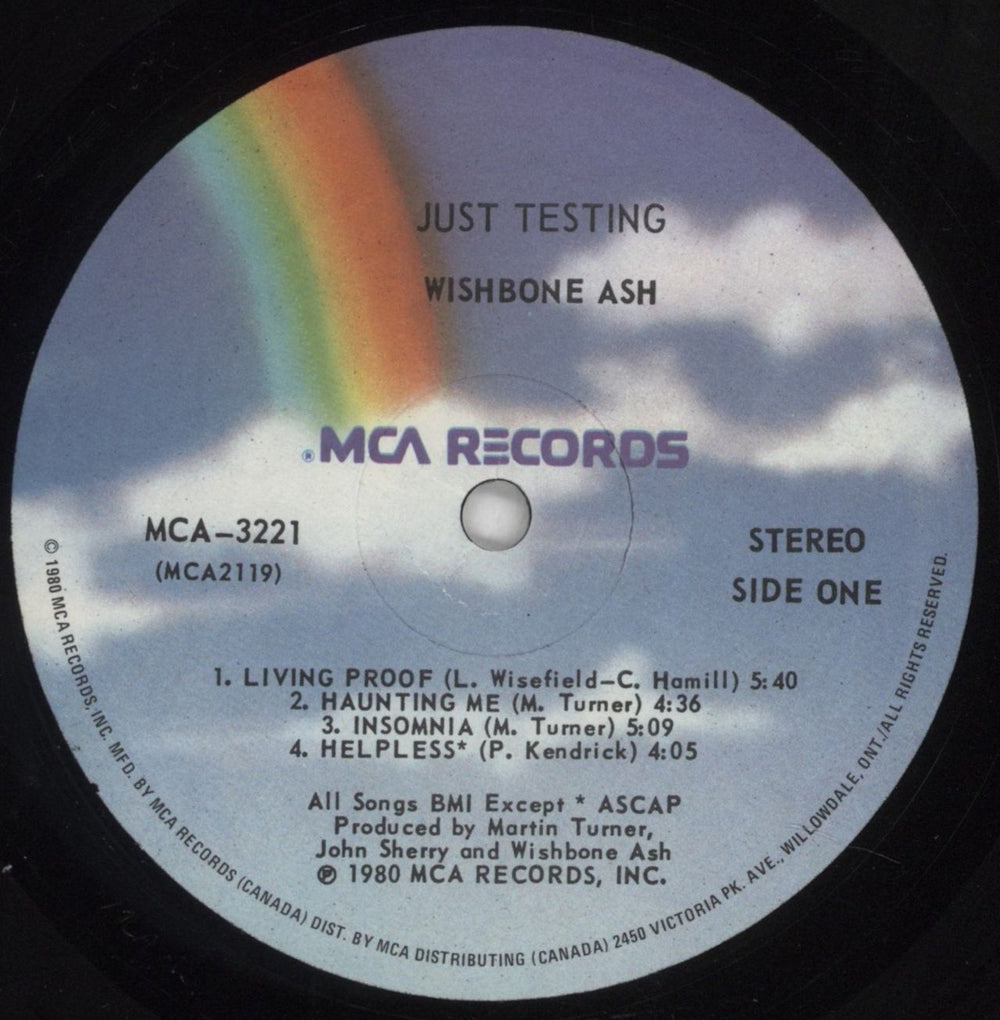 JUST TESTING
WISHBONE ASH
®MCA RECORDS
MCA-3221
(MCA2119)
STEREO
SIDE ONE
1. LIVING PROOF (L. Wisefield-C. Hamill) 5:40
2. HAUNTING ME (M. Turner) 4:36
3. INSOMNIA (M. Turner) 5:09
4. HELPLESS* (P. Kendrick) 4:05
All Songs BMI Except * ASCAP
Produced by Martin Turner,
John Sherry and Wishbone Ash
℗ 1980 MCA RECORDS, INC.
© 1980 MCA RECORDS, INC. MFD. BY MCA RECORDS (CANADA) DIST. BY MCA DISTRIBUTING (CANADA) 2450 VICTORIA PK. AVE., WILLOWDALE, ONT./ALL RIGHTS RESERVED.